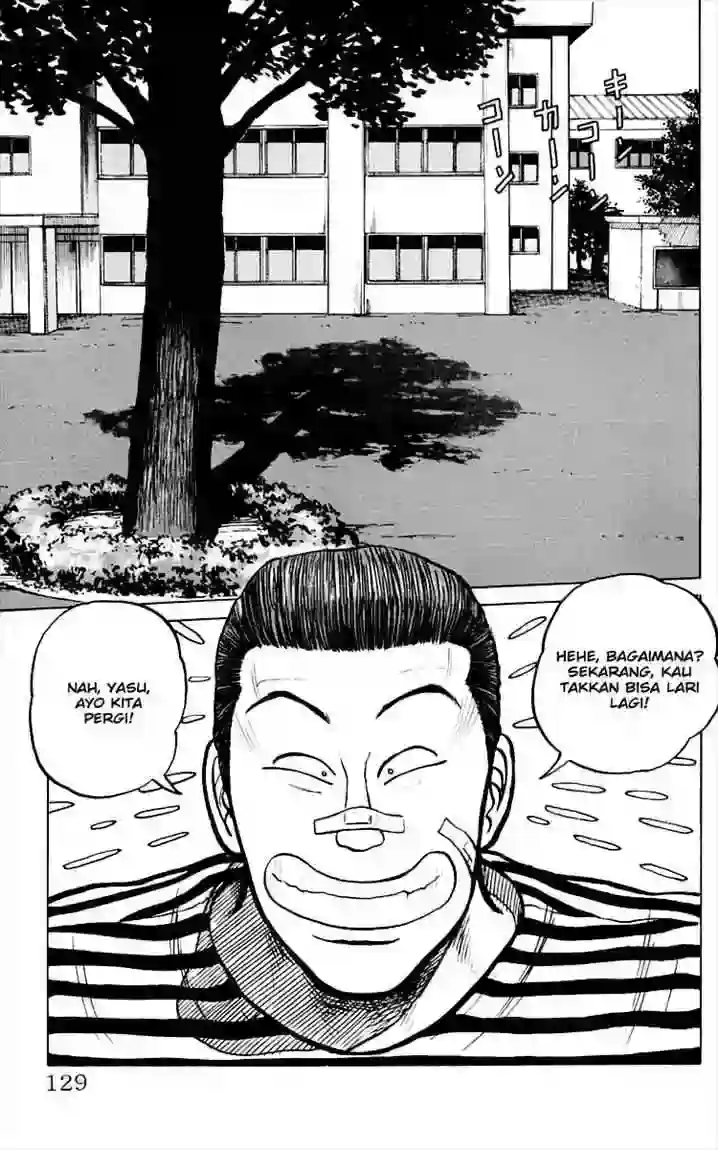 キーン
コーン
カーン
コーン
NAH, YASU,
AYO KITA
PERGI!
HEHE, BAGAIMANA?
SEKARANG, KAU
TAKKAN BISA LARI
LAGI!
129